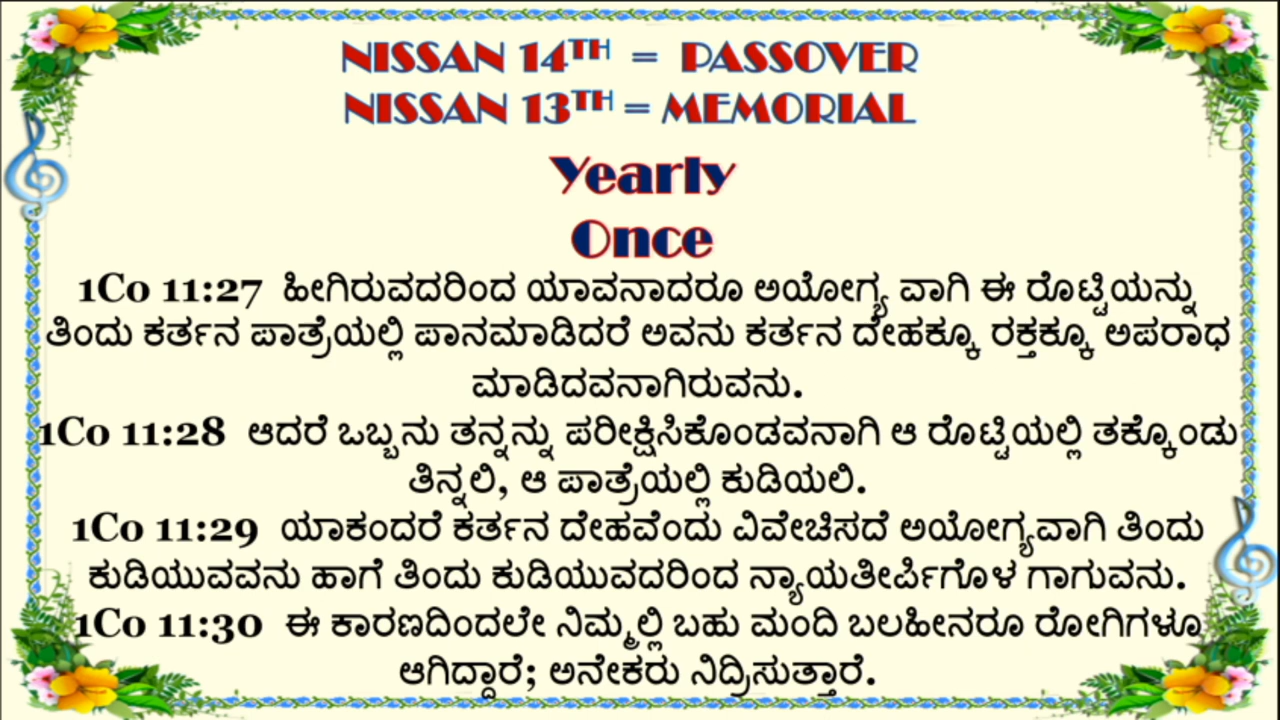 NISSAN 14TH = PASSOVER
NISSAN 13TH = MEMORIAL
Yearly
Once
1Co 11:27 ಹೀಗಿರುವದರಿಂದ ಯಾವನಾದರೂ ಅಯೋಗ್ಯ ವಾಗಿ ಈ ರೊಟ್ಟಿಯನ್ನು
ತಿಂದು ಕರ್ತನ ಪಾತ್ರೆಯಲ್ಲಿ ಪಾನಮಾಡಿದರೆ ಅವನು ಕರ್ತನ ದೇಹಕ್ಕೂ ರಕ್ತಕ್ಕೂ ಅಪರಾಧ
ಮಾಡಿದವನಾಗಿರುವನು.
1Co 11:28 ಆದರೆ ಒಬ್ಬನು ತನ್ನನ್ನು ಪರೀಕ್ಷಿಸಿಕೊಂಡವನಾಗಿ ಆ ರೊಟ್ಟಿಯಲ್ಲಿ ತಕ್ಕೊಂಡು
ತಿನ್ನಲಿ, ಆ ಪಾತ್ರೆಯಲ್ಲಿ ಕುಡಿಯಲಿ.
1Co 11:29 ಯಾಕಂದರೆ ಕರ್ತನ ದೇಹವೆಂದು ವಿವೇಚಿಸದೆ ಅಯೋಗ್ಯವಾಗಿ ತಿಂದು
ಕುಡಿಯುವವನು ಹಾಗೆ ತಿಂದು ಕುಡಿಯುವದರಿಂದ ನ್ಯಾಯತೀರ್ಪಿಗೊಳ ಗಾಗುವನು.
1Co 11:30 ಈ ಕಾರಣದಿಂದಲೇ ನಿಮ್ಮಲ್ಲಿ ಬಹು ಮಂದಿ ಬಲಹೀನರೂ ರೋಗಿಗಳೂ
ಆಗಿದ್ದಾರೆ; ಅನೇಕರು ನಿದ್ರಿಸುತ್ತಾರೆ.